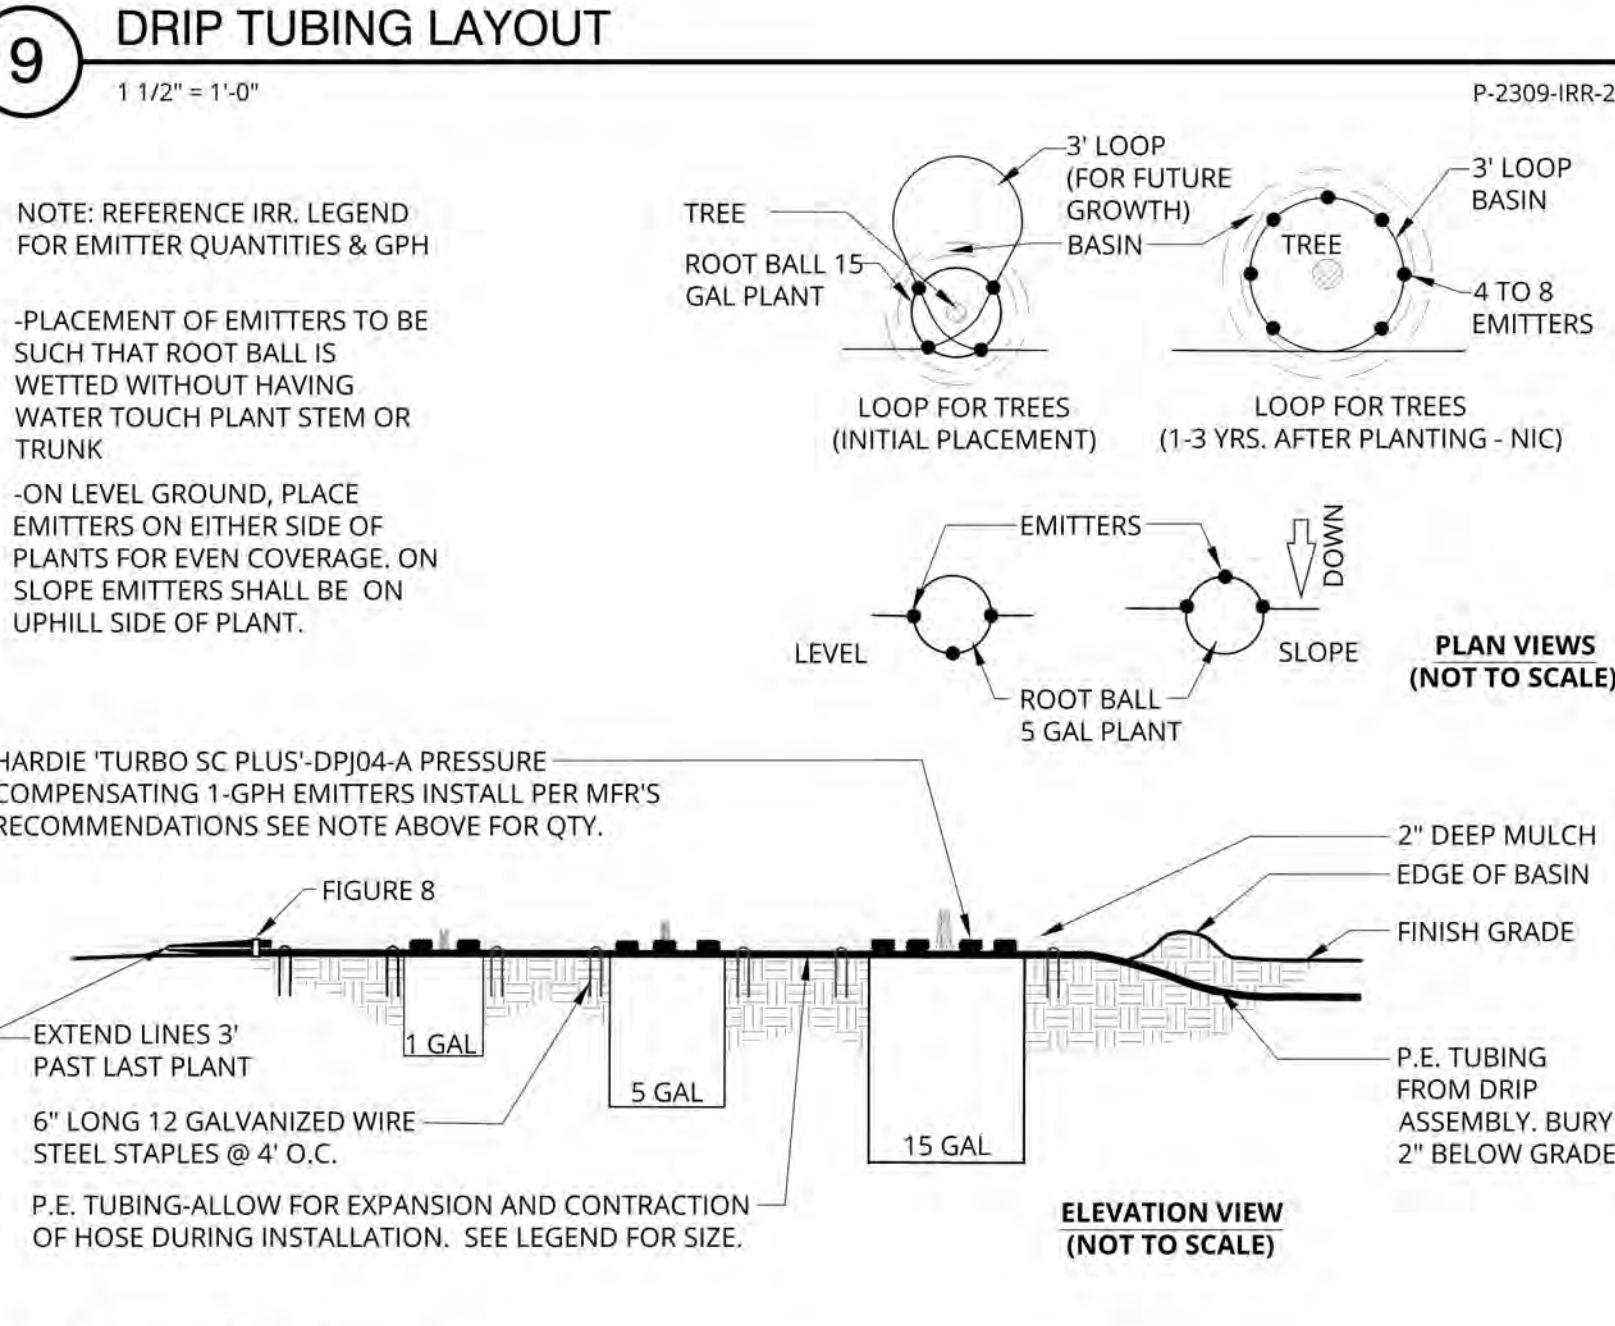 9
DRIP TUBING LAYOUT
1 1/2" = 1'-0"
P-2309-IRR-2
NOTE: REFERENCE IRR. LEGEND
FOR EMITTER QUANTITIES & GPH
-PLACEMENT OF EMITTERS TO BE
SUCH THAT ROOT BALL IS
WETTED WITHOUT HAVING
WATER TOUCH PLANT STEM OR
TRUNK
-ON LEVEL GROUND, PLACE
EMITTERS ON EITHER SIDE OF
PLANTS FOR EVEN COVERAGE. ON
SLOPE EMITTERS SHALL BE ON
UPHILL SIDE OF PLANT.
TREE
ROOT BALL 15
GAL PLANT
3' LOOP
(FOR FUTURE
GROWTH)
BASIN
LOOP FOR TREES
(INITIAL PLACEMENT)
TREE
3' LOOP
BASIN
4 TO 8
EMITTERS
LOOP FOR TREES
(1-3 YRS. AFTER PLANTING - NIC)
EMITTERS
DOWN
LEVEL
SLOPE
ROOT BALL
5 GAL PLANT
PLAN VIEWS
(NOT TO SCALE)
HARDIE 'TURBO SC PLUS'-DPJ04-A PRESSURE
COMPENSATING 1-GPH EMITTERS INSTALL PER MFR'S
RECOMMENDATIONS SEE NOTE ABOVE FOR QTY.
2" DEEP MULCH
EDGE OF BASIN
FINISH GRADE
FIGURE 8
1 GAL
5 GAL
15 GAL
EXTEND LINES 3'
PAST LAST PLANT
6" LONG 12 GALVANIZED WIRE
STEEL STAPLES @ 4' O.C.
P.E. TUBING-ALLOW FOR EXPANSION AND CONTRACTION
OF HOSE DURING INSTALLATION. SEE LEGEND FOR SIZE.
P.E. TUBING
FROM DRIP
ASSEMBLY. BURY
2" BELOW GRADE
ELEVATION VIEW
(NOT TO SCALE)